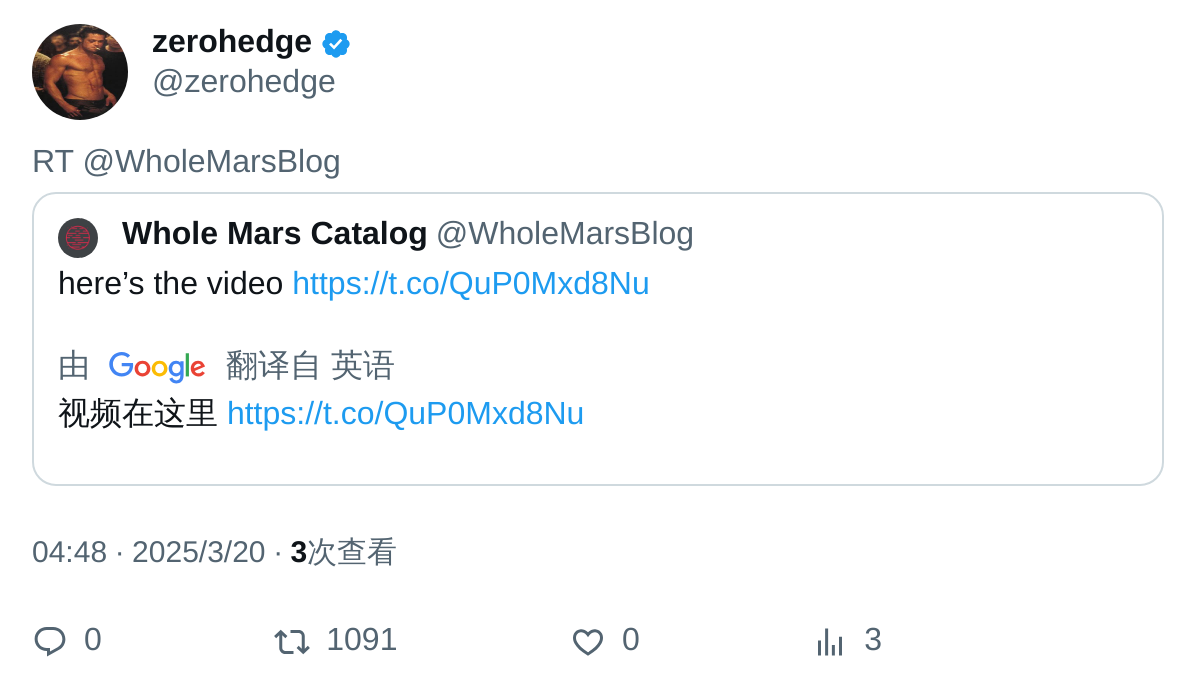 zerohedge
@zerohedge
RT @WholeMarsBlog
Whole Mars Catalog @WholeMarsBlog
here’s the video https://t.co/QuP0Mxd8Nu
由 Google 翻译自 英语
视频在这里 https://t.co/QuP0Mxd8Nu
04:48 · 2025/3/20 · 3次查看
0 1091 0 3